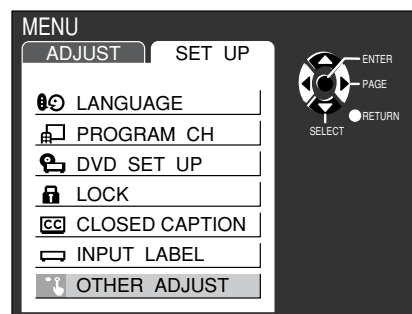 MENU
ADJUST
SET UP
LANGUAGE
PROGRAM CH
DVD SET UP
LOCK
CC CLOSED CAPTION
INPUT LABEL
OTHER ADJUST
ENTER
PAGE
RETURN
SELECT